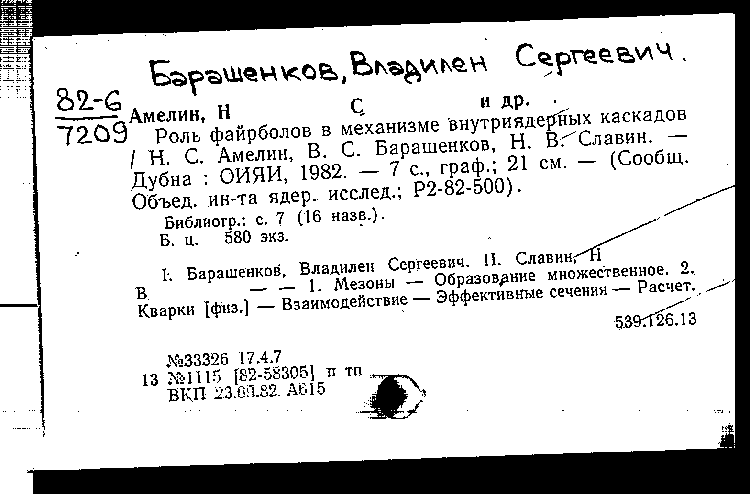 Барашенков, Владилен Сергеевич.
82-6
7209
Амелин, Н С и др.
Роль файрболов в механизме внутриядерных каскадов
/ Н. С. Амелин, В. С. Барашенков, Н. В. Славин. —
Дубна : ОИЯИ, 1982. — 7 с., граф.; 21 см. — (Сообщ.
Объед. ин-та ядер. исслед.; Р2-82-500).
Библиогр.: с. 7 (16 назв.).
Б. ц. 580 экз.
I. Барашенков, Владилен Сергеевич. II. Славин, Н
В — — 1. Мезоны — Образование множественное. 2.
Кварки [физ.] — Взаимодействие — Эффективные сечения — Расчет.
539.126.13
№33326 17.4.7
13 №1115 [82-58305] п тп
ВКП А615